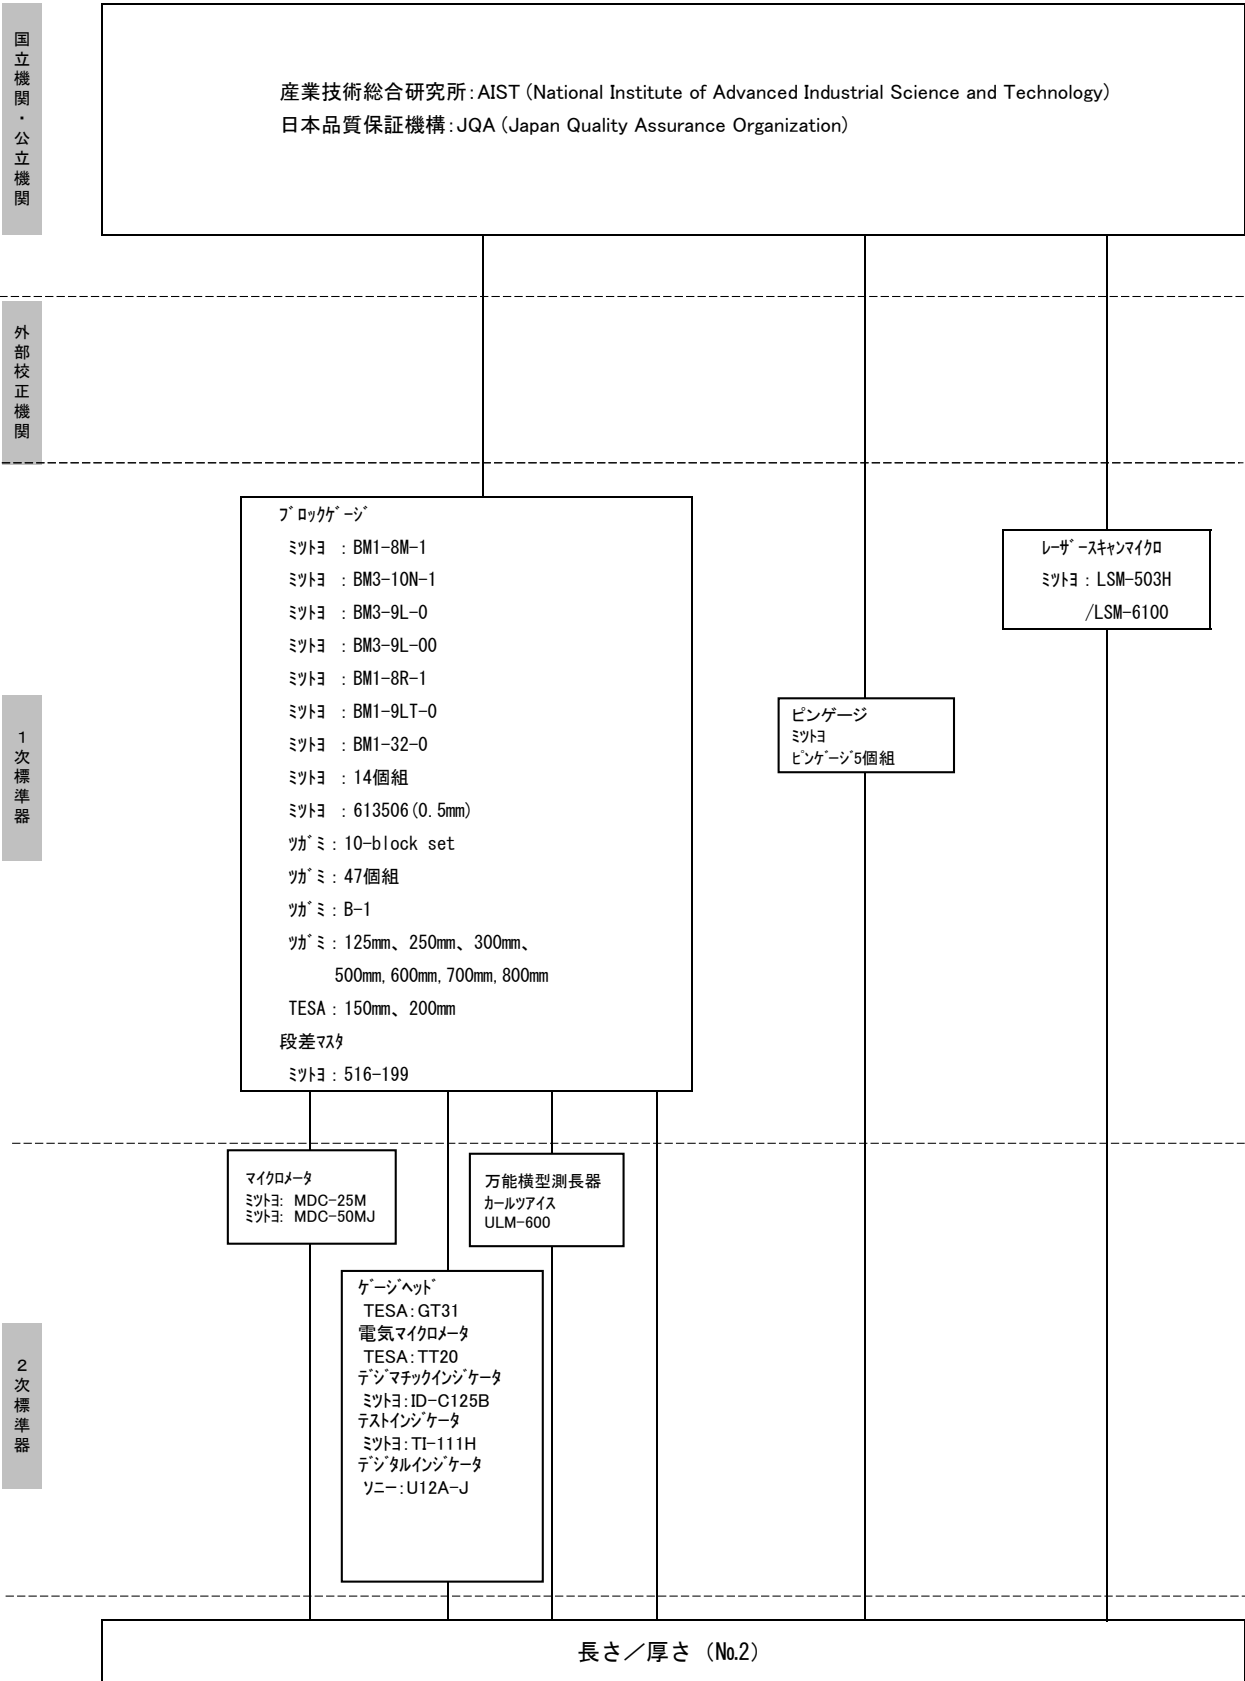 国立機関・公立機関
産業技術総合研究所：AIST (National Institute of Advanced Industrial Science and Technology)
日本品質保証機構：JQA (Japan Quality Assurance Organization)
外部校正機関
1次標準器
ﾌﾞﾛｯｸｹﾞｰｼﾞ
ﾐﾂﾄﾖ ：BM1-8M-1
ﾐﾂﾄﾖ ：BM3-10N-1
ﾐﾂﾄﾖ ：BM3-9L-0
ﾐﾂﾄﾖ ：BM3-9L-00
ﾐﾂﾄﾖ ：BM1-8R-1
ﾐﾂﾄﾖ ：BM1-9LT-0
ﾐﾂﾄﾖ ：BM1-32-0
ﾐﾂﾄﾖ ：14個組
ﾐﾂﾄﾖ ：613506(0.5mm)
ﾂｶﾞﾐ：10-block set
ﾂｶﾞﾐ：47個組
ﾂｶﾞﾐ：B-1
ﾂｶﾞﾐ：125mm、250mm、300mm、
500mm,600mm,700mm,800mm
TESA：150mm、200mm
段差ﾏｽﾀ
ﾐﾂﾄﾖ：516-199
ピンゲージ
ﾐﾂﾄﾖ
ﾋﾟﾝｹﾞｰｼﾞ5個組
ﾚｰｻﾞｰｽｷｬﾝﾏｲｸﾛ
ﾐﾂﾄﾖ：LSM-503H
/LSM-6100
2次標準器
ﾏｲｸﾛﾒｰﾀ
ﾐﾂﾄﾖ: MDC-25M
ﾐﾂﾄﾖ: MDC-50MJ
万能横型測長器
ｶｰﾙﾂｱｲｽ
ULM-600
ｹﾞｰｼﾞﾍｯﾄﾞ
TESA：GT31
電気ﾏｲｸﾛﾒｰﾀ
TESA：TT20
ﾃﾞｼﾞﾏﾁｯｸｲﾝｼﾞｹｰﾀ
ﾐﾂﾄﾖ：ID-C125B
ﾃｽﾄｲﾝｼﾞｹｰﾀ
ﾐﾂﾄﾖ：TI-111H
ﾃﾞｼﾞﾀﾙｲﾝｼﾞｹｰﾀ
ｿﾆｰ：U12A-J
長さ／厚さ（№2）